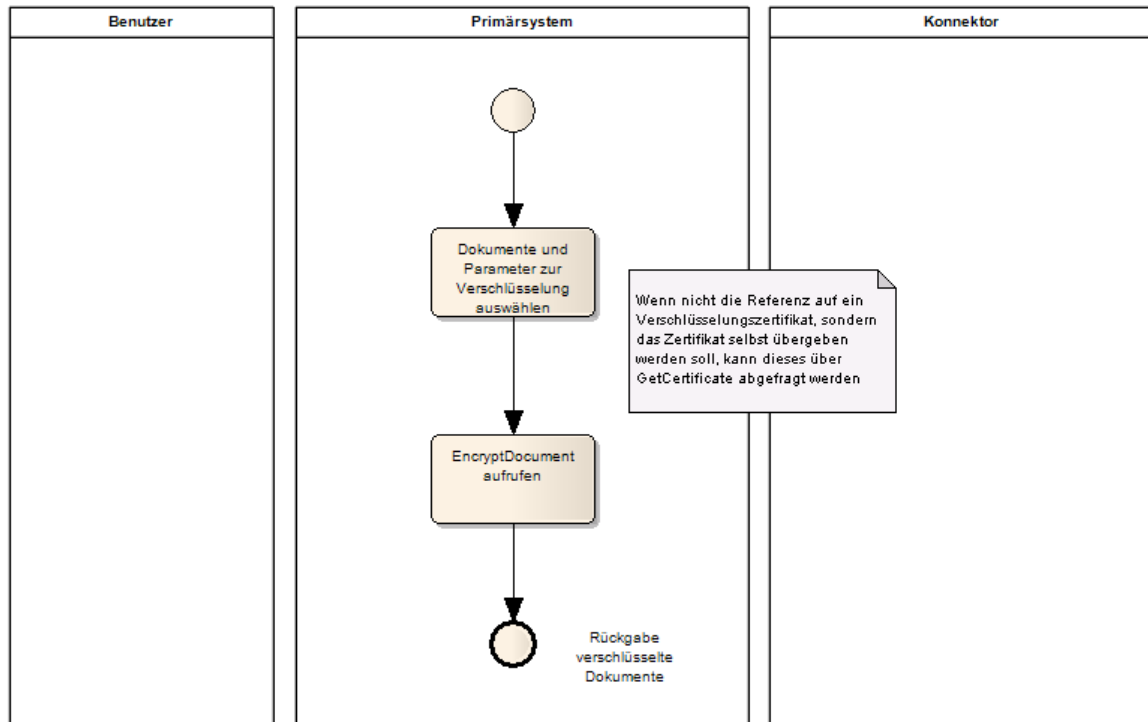 Benutzer
Primärsystem
Konnektor
Dokumente und
Parameter zur
Verschlüsselung
auswählen
Wenn nicht die Referenz auf ein
Verschlüsselungszertifikat, sondern
das Zertifikat selbst übergeben
werden soll, kann dieses über
GetCertificate abgefragt werden
EncryptDocument
aufrufen
Rückgabe
verschlüsselte
Dokumente